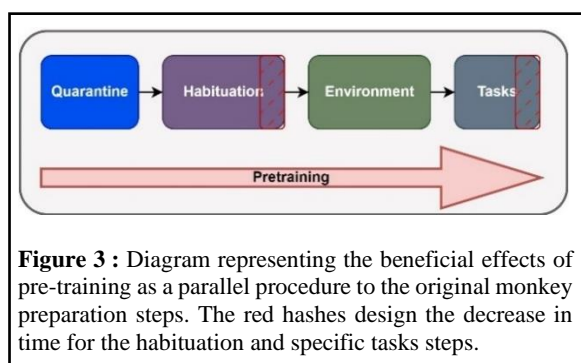 Quarantine Habituation Environment Tasks
Pretraining
Figure 3 : Diagram representing the beneficial effects of
pre-training as a parallel procedure to the original monkey
preparation steps. The red hashes design the decrease in
time for the habituation and specific tasks steps.